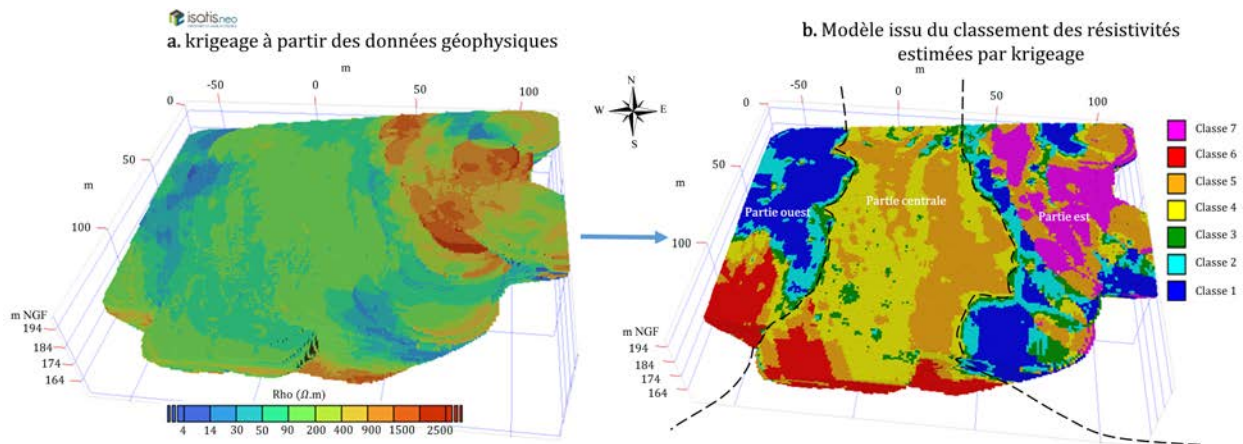 isatis.neo
a. krigeage à partir des données géophysiques
m
-50
0
50
100
0
50
m
100
m NGF
194
184
174
164
Rho (Ω.m)
4 14 30 50 90 200 400 900 1500 2500
N
W E
S
b. Modèle issu du classement des résistivités
estimées par krigeage
m
-50
0
50
100
0
50
m
100
m NGF
194
184
174
164
Partie ouest
Partie centrale
Partie est
Classe 7
Classe 6
Classe 5
Classe 4
Classe 3
Classe 2
Classe 1